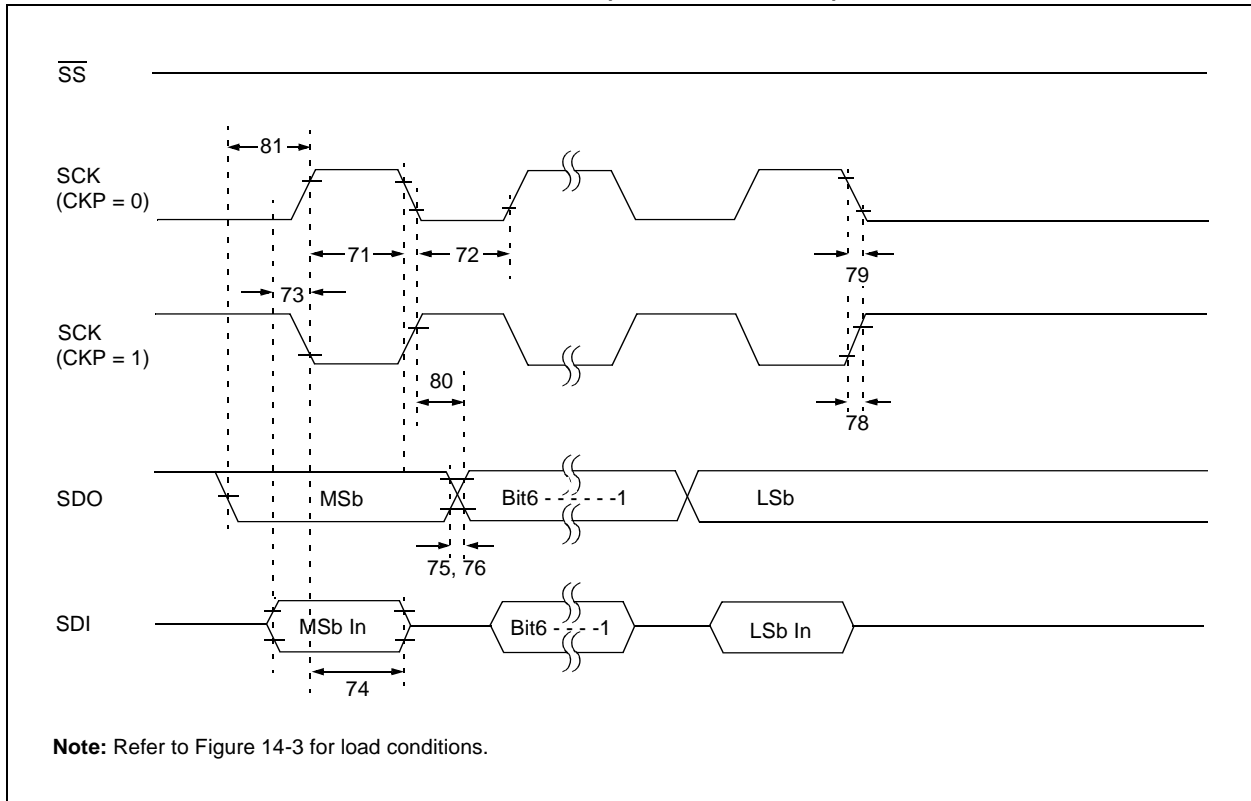 SS
81
SCK
(CKP = 0)
71
72
79
73
SCK
(CKP = 1)
80
78
SDO
MSb
Bit6 - - - - - -1
LSb
75, 76
SDI
MSb In
Bit6 - - - -1
LSb In
74
Note: Refer to Figure 14-3 for load conditions.